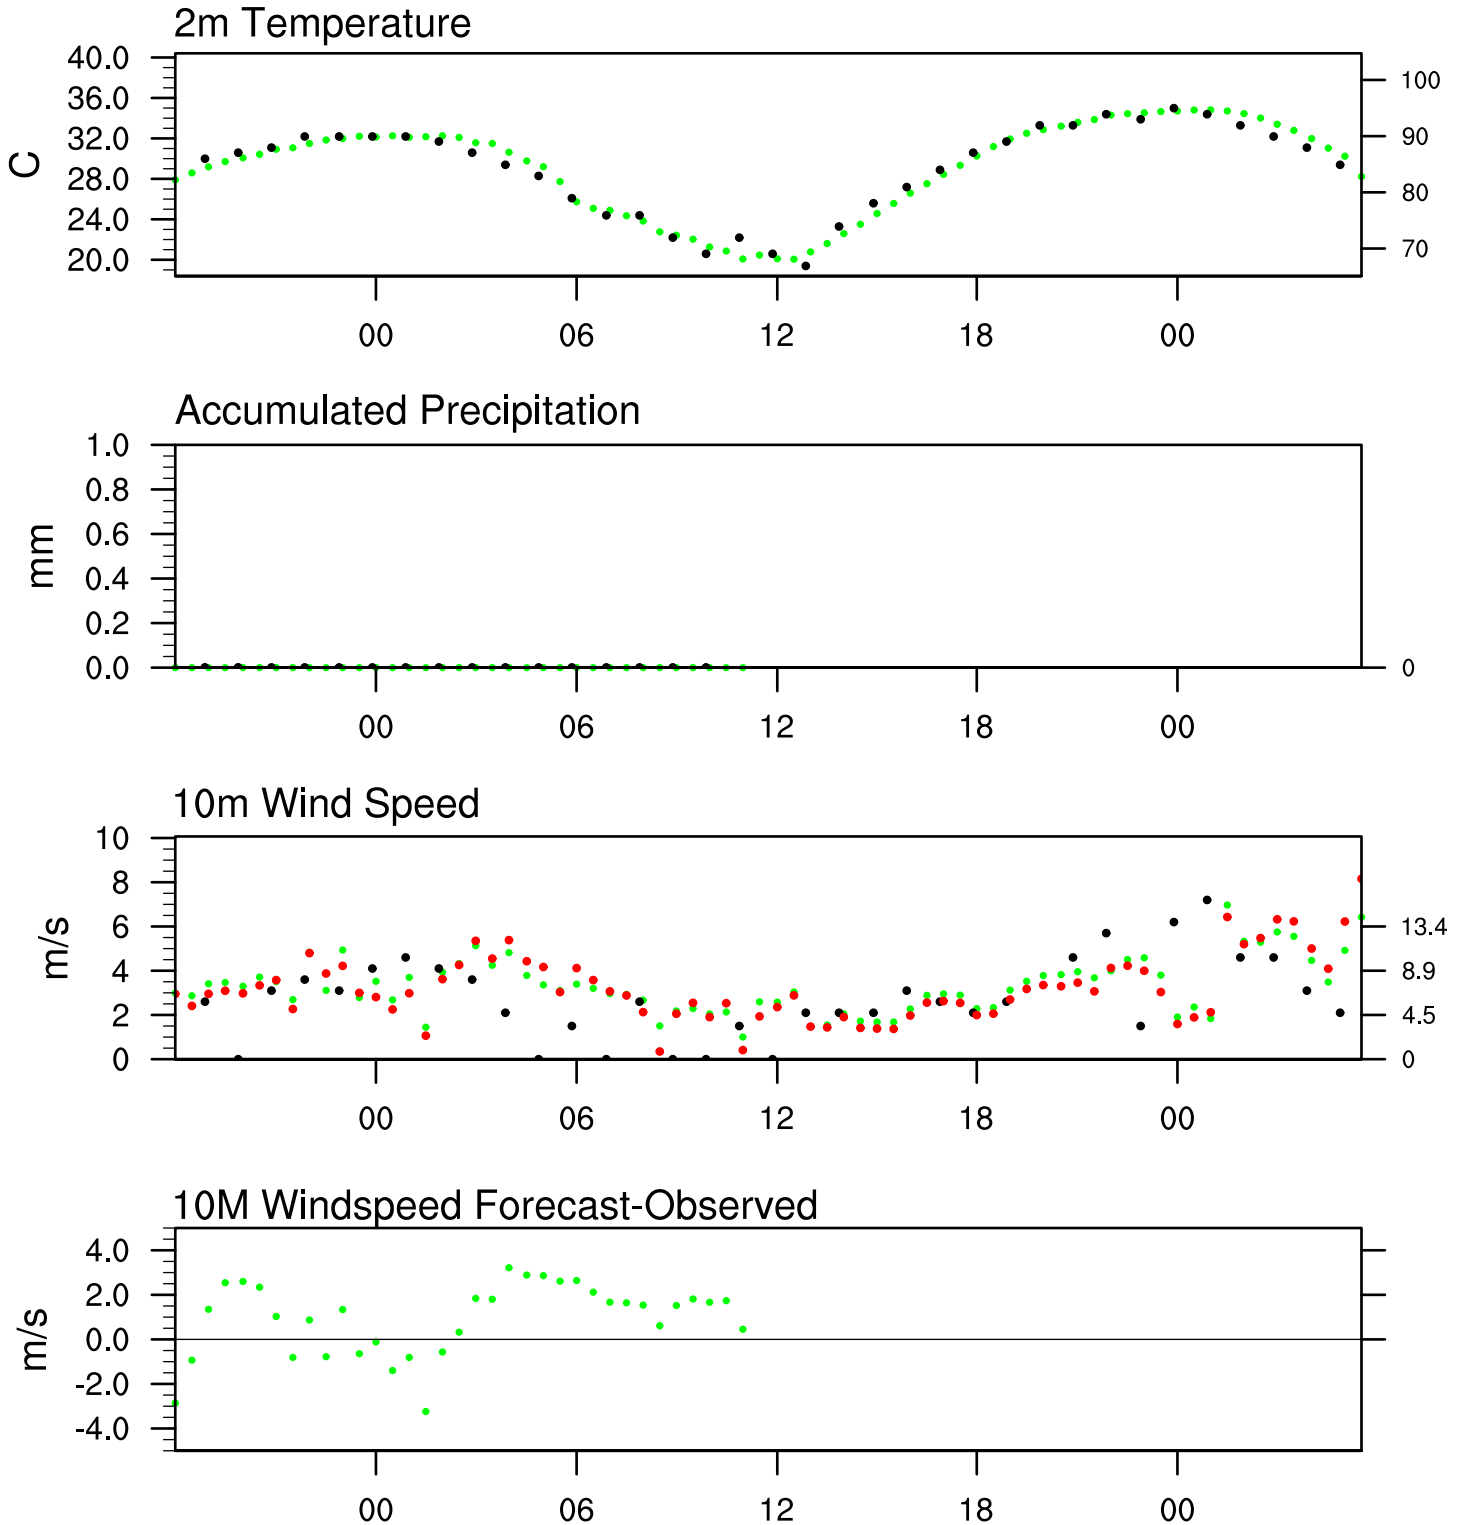 2m Temperature
40.0
36.0
32.0
28.0
24.0
20.0
C
100
90
80
70
00 06 12 18 00
Accumulated Precipitation
1.0
0.8
0.6
0.4
0.2
0.0
mm
0
00 06 12 18 00
10m Wind Speed
10
8
6
4
2
0
m/s
13.4
8.9
4.5
0
00 06 12 18 00
10M Windspeed Forecast-Observed
4.0
2.0
0.0
-2.0
-4.0
m/s
00 06 12 18 00